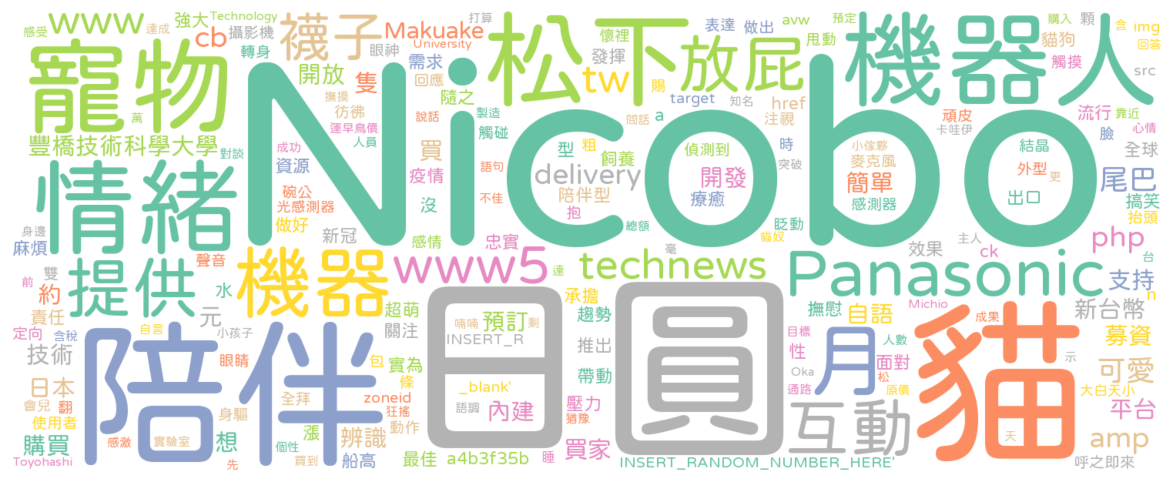 Nicobo
日圓
寵物
松下
機器人
放屁
陪伴
情緒
提供
機器
貓
月
Panasonic
互動
www5
technews
襪子
www
cb
Makuake
tw
delivery
豐橋技術科學大學
強大
Technology
University
感受
達成
攝影機
轉身
眼神
打算
開放
隻
需求
回應
隨之
撫摸
彷彿
運早鳥價
說話
製造
人員
成功
對談
萬
資源
買
觸碰
語句
疫情
碗公
光感測器
做好
沒
不佳
新冠
感情
忠實
聲音
麻煩
身邊
雙
前
約
水
元
責任
定向
含稅
自言
小孩子
技術
眼睛
日本
會兒
翻
使用者
購買
感激
實驗室
Toyohashi
先
想
身軀
個性
買到
全拜
包
條
zoneid
狂搖
動作
辨識
漲
船高
超萌
關注
實為
喃喃
預訂
剩
INSERT_R
_blank'
語調
內建
最佳
a4b3f35b
睡
達
承擔
趨勢
推出
帶動
壓力
猶豫
買家
INSERT_RANDOM_NUMBER_HERE'
懷裡
表達
做出
avw
甩動
預定
購入
顆
含
img
回答
發揮
賜
target
知名
href
注視
a
問話
型
粗
飼養
偵測到
時
突破
陪伴型
開發
療癒
抱
總額
眨動
貓奴
毫
貓狗
觸摸
src
頑皮
流行
靠近
卡哇伊
臉
心情
小傢夥
麥克風
簡單
感測器
結晶
外型
更
全球
出口
尾巴
搞笑
抬頭
效果
主人
ck
php
台
支持
n
撫慰
自語
Michio
成果
新台幣
目標
人數
性
面對
Oka
松
通路
原價
示
募資
可愛
大白天小
平台
amp
天
呼之即來